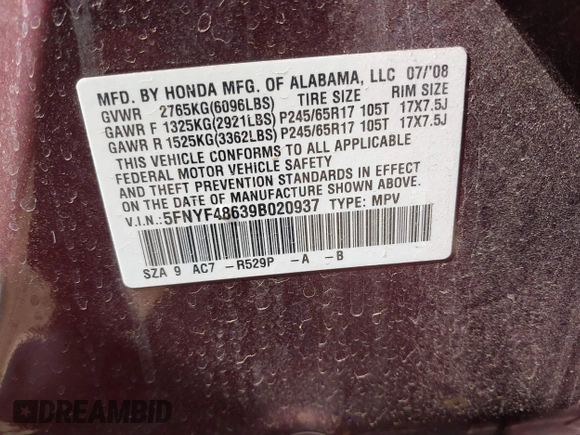 MFD. BY HONDA MFG. OF ALABAMA, LLC 07/'08
GVWR 2765KG(6096LBS) TIRE SIZE RIM SIZE
GAWR F 1325KG(2921LBS) P245/65R17 105T 17X7.5J
GAWR R 1525KG(3362LBS) P245/65R17 105T 17X7.5J
THIS VEHICLE CONFORMS TO ALL APPLICABLE
FEDERAL MOTOR VEHICLE SAFETY
AND THEFT PREVENTION STANDARDS IN EFFECT
ON THE DATE OF MANUFACTURE SHOWN ABOVE.
V.I.N.: 5FNYF48639B020937 TYPE: MPV
SZA 9 AC7 -R529P -A -B
DREAMBID